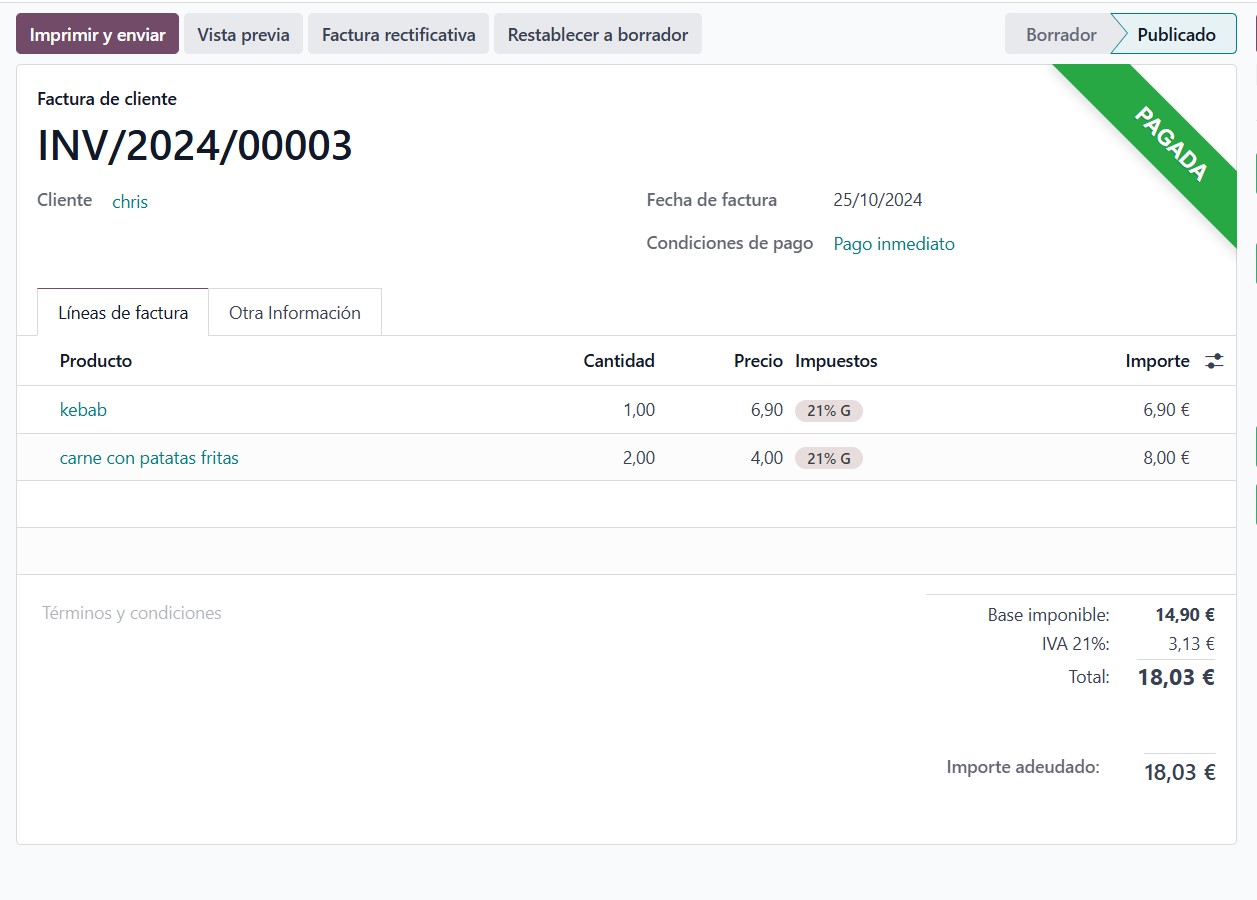 Imprimir y enviar Vista previa Factura rectificativa Restablecer a borrador Borrador Publicado
PAGADA
Factura de cliente
INV/2024/00003
Cliente chris Fecha de factura 25/10/2024
Condiciones de pago Pago inmediato
Líneas de factura Otra Información
Producto Cantidad Precio Impuestos Importe
kebab 1,00 6,90 21% G 6,90 €
carne con patatas fritas 2,00 4,00 21% G 8,00 €
Términos y condiciones Base imponible: 14,90 €
IVA 21%: 3,13 €
Total: 18,03 €
Importe adeudado: 18,03 €